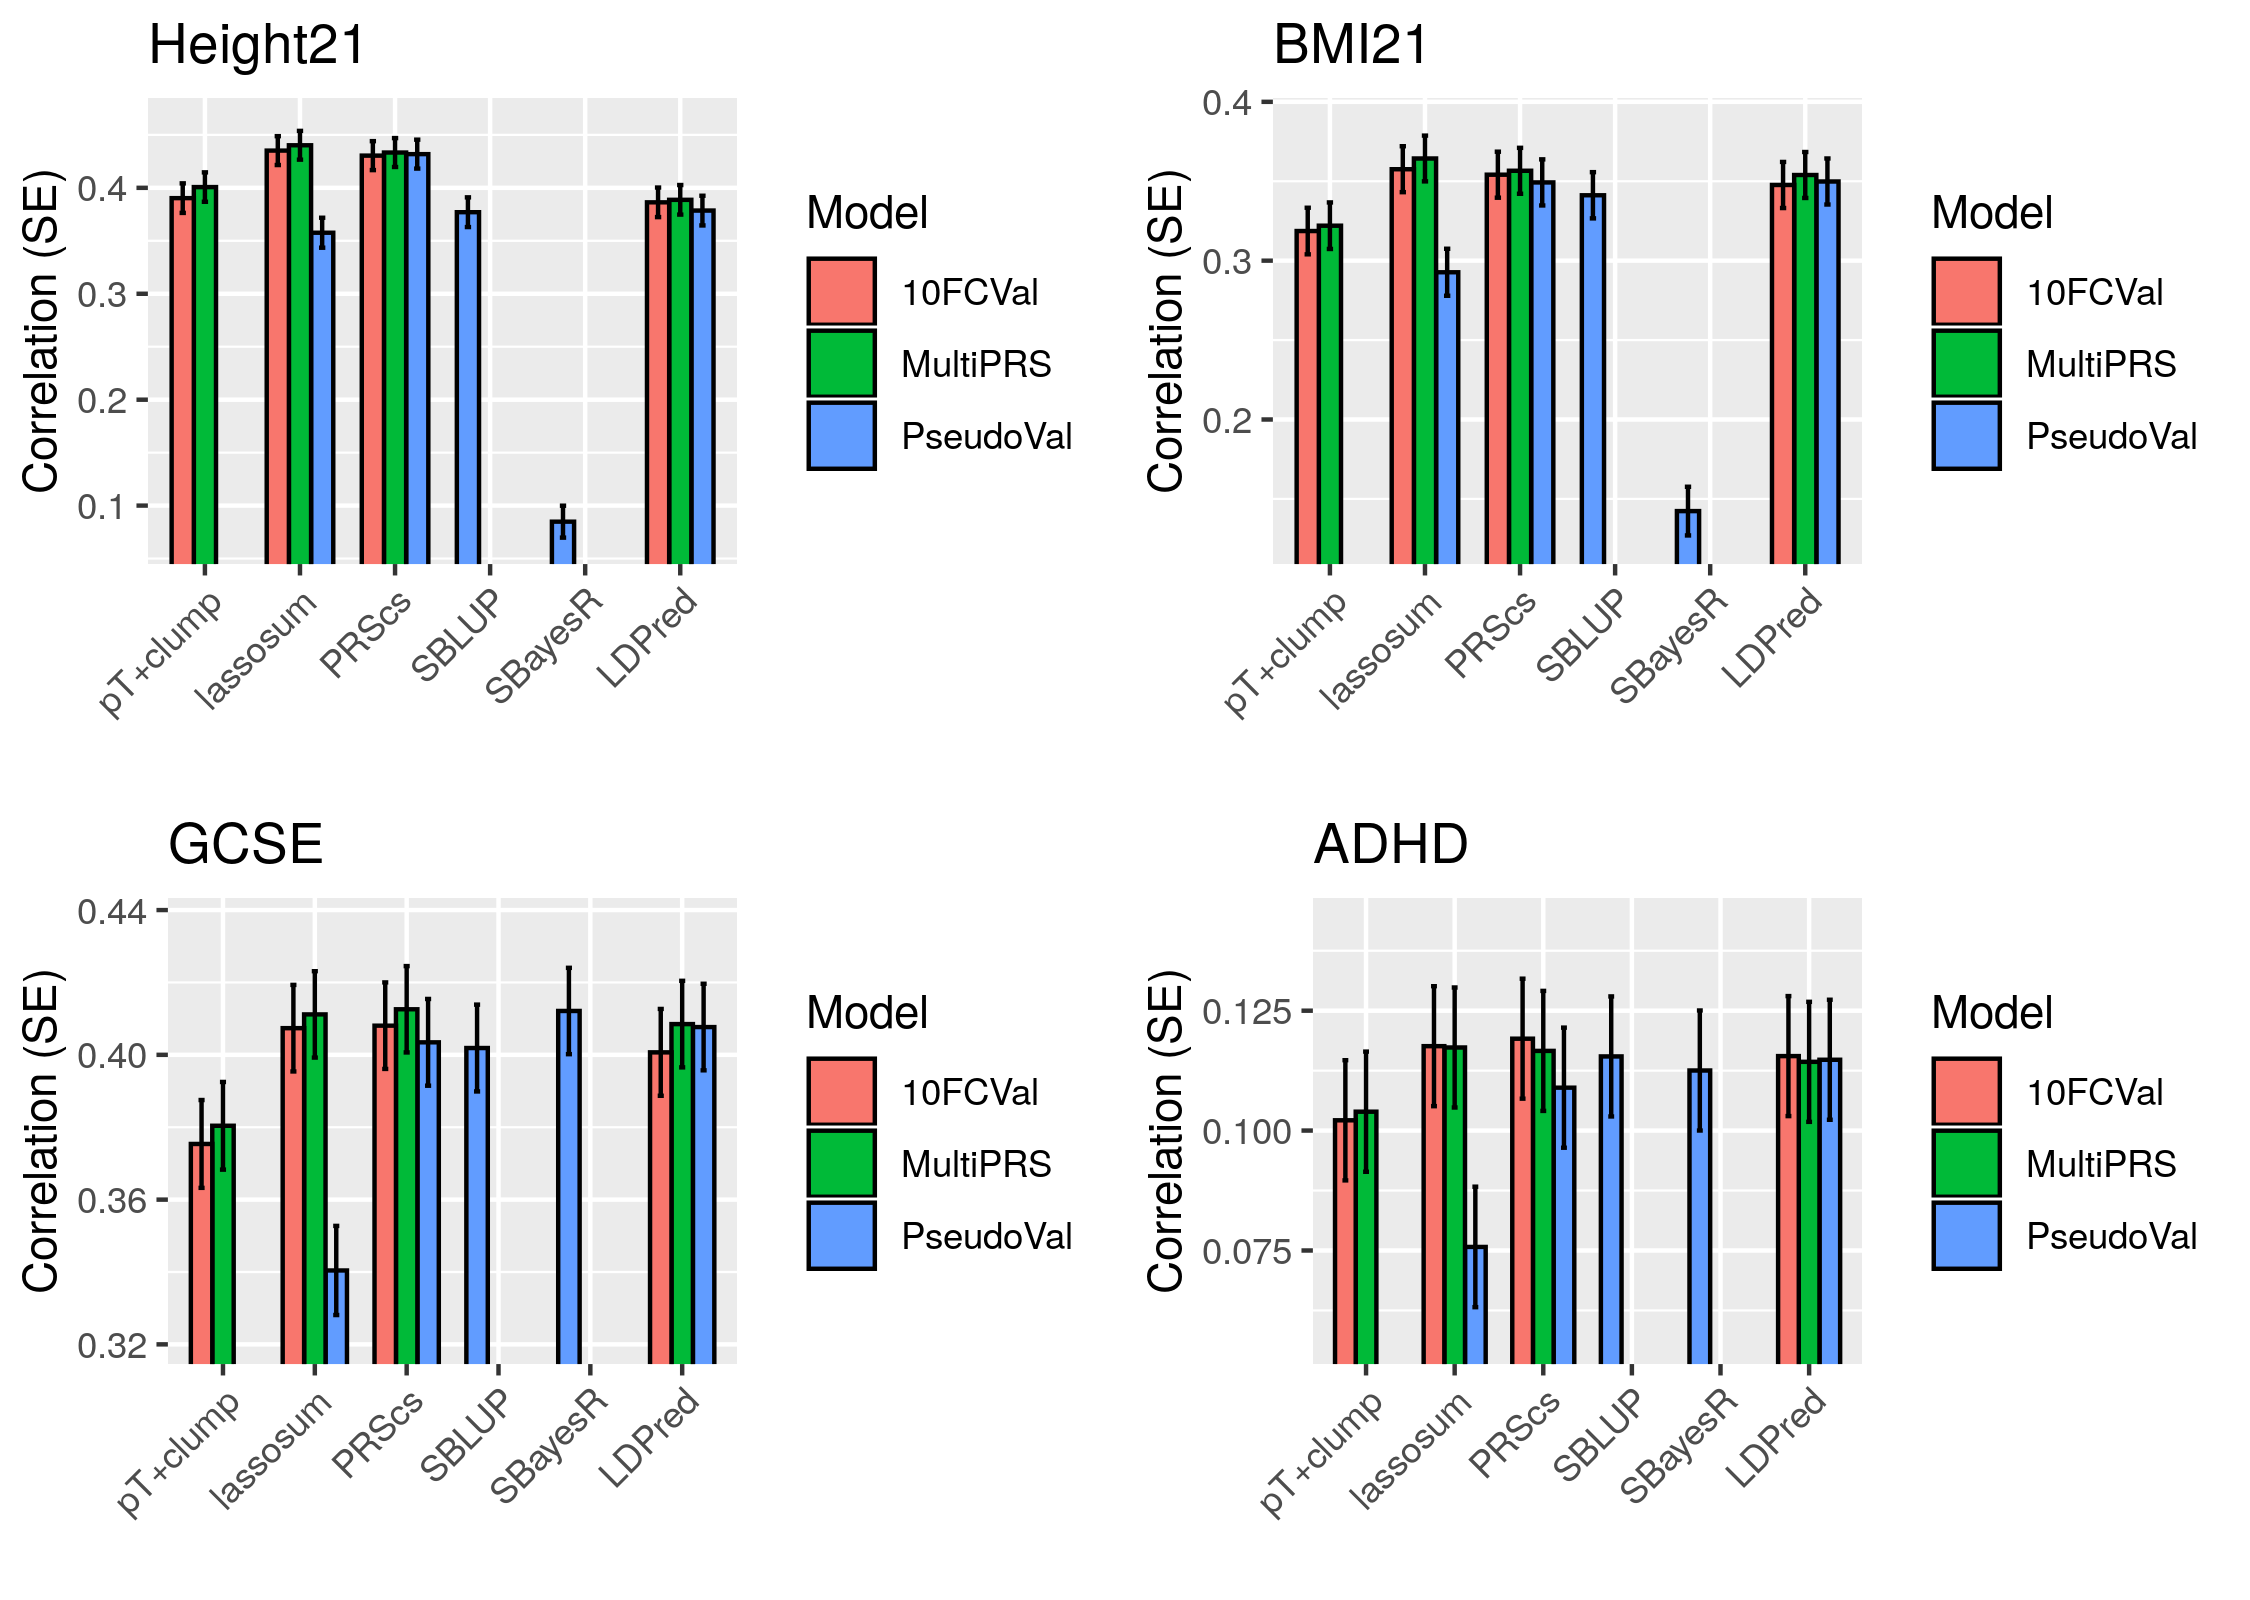 Height21
Correlation (SE)
0.4
0.3
0.2
0.1
pT+clump
lassosum
PRScs
SBLUP
SBayesR
LDPred
Model
10FCVal
MultiPRS
PseudoVal
BMI21
Correlation (SE)
0.4
0.3
0.2
pT+clump
lassosum
PRScs
SBLUP
SBayesR
LDPred
Model
10FCVal
MultiPRS
PseudoVal
GCSE
Correlation (SE)
0.44
0.40
0.36
0.32
pT+clump
lassosum
PRScs
SBLUP
SBayesR
LDPred
Model
10FCVal
MultiPRS
PseudoVal
ADHD
Correlation (SE)
0.125
0.100
0.075
pT+clump
lassosum
PRScs
SBLUP
SBayesR
LDPred
Model
10FCVal
MultiPRS
PseudoVal